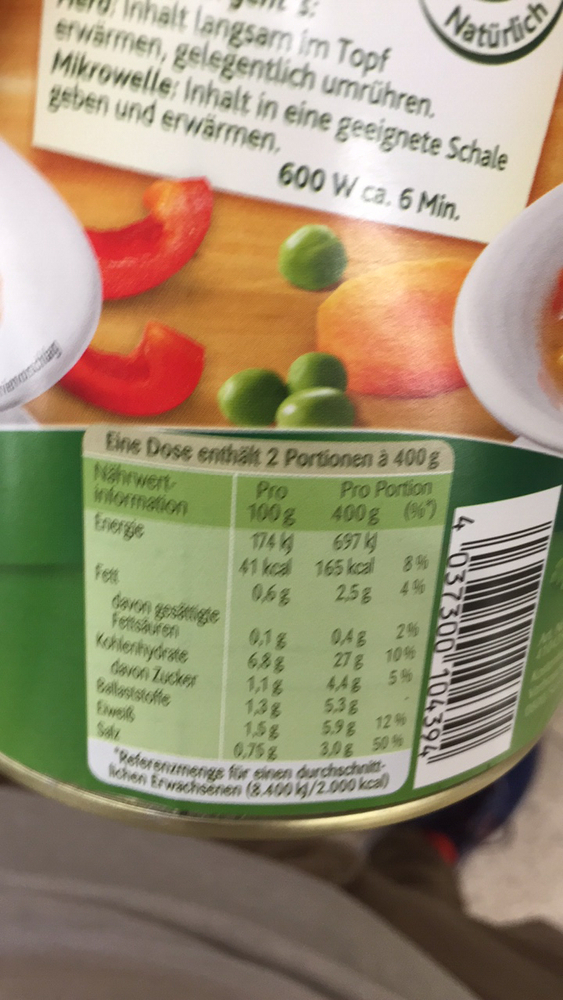 Herd: Inhalt langsam im Topf
erwärmen, gelegentlich umrühren.
Mikrowelle: Inhalt in eine geeignete Schale
geben und erwärmen.
600 W ca. 6 Min.
Natürlich
Eine Dose enthält 2 Portionen à 400 g
Nährwert-
information Pro 100 g Pro Portion 400 g (%*)
Energie 174 kJ 697 kJ
41 kcal 165 kcal 8 %
Fett 0,6 g 2,5 g 4 %
davon gesättigte
Fettsäuren 0,1 g 0,4 g 2 %
Kohlenhydrate 6,8 g 27 g 10 %
davon Zucker 1,1 g 4,4 g 5 %
Ballaststoffe 1,3 g 5,3 g -
Eiweiß 1,5 g 5,9 g 12 %
Salz 0,75 g 3,0 g 50 %
*Referenzmenge für einen durchschnitt-
lichen Erwachsenen (8.400 kJ/2.000 kcal)
4 037300 104394